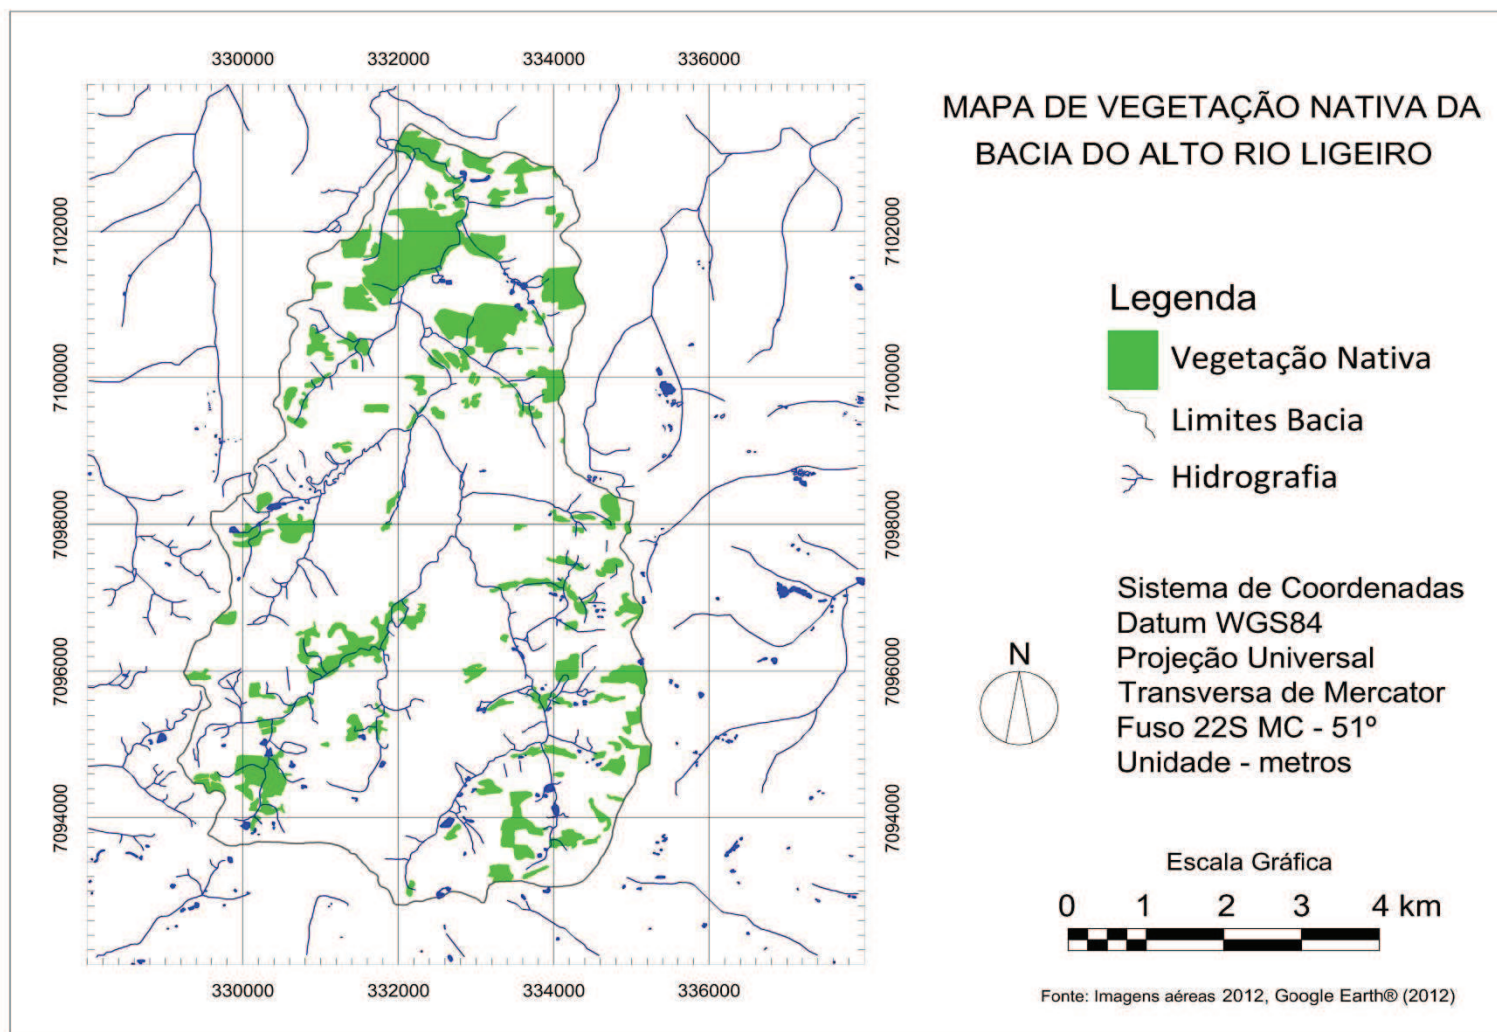 330000 332000 334000 336000
MAPA DE VEGETAÇÃO NATIVA DA
BACIA DO ALTO RIO LIGEIRO
7102000 7102000
7100000 7100000
7098000 7098000
7096000 7096000
7094000 7094000
Legenda
Vegetação Nativa
Limites Bacia
Hidrografia
Sistema de Coordenadas
Datum WGS84
Projeção Universal
Transversa de Mercator
Fuso 22S MC - 51º
Unidade - metros
N
Escala Gráfica
0 1 2 3 4 km
330000 332000 334000 336000
Fonte: Imagens aéreas 2012, Google Earth® (2012)